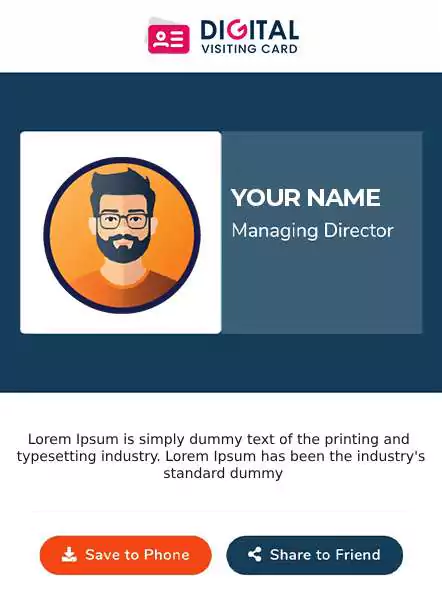 DIGITAL
VISITING CARD
YOUR NAME
Managing Director
Lorem Ipsum is simply dummy text of the printing and
typesetting industry. Lorem Ipsum has been the industry's
standard dummy
Save to Phone
Share to Friend